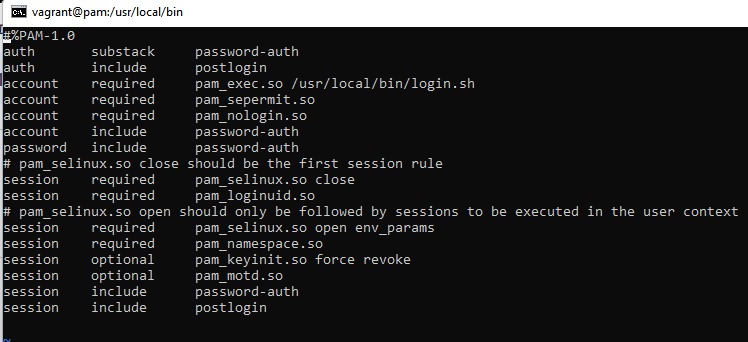 vagrant@pam:/usr/local/bin
#%PAM-1.0
auth       substack     password-auth
auth       include      postlogin
account    required     pam_exec.so /usr/local/bin/login.sh
account    required     pam_sepermit.so
account    required     pam_nologin.so
account    include      password-auth
password   include      password-auth
# pam_selinux.so close should be the first session rule
session    required     pam_selinux.so close
session    required     pam_loginuid.so
# pam_selinux.so open should only be followed by sessions to be executed in the user context
session    required     pam_selinux.so open env_params
session    required     pam_namespace.so
session    optional     pam_keyinit.so force revoke
session    optional     pam_motd.so
session    include      password-auth
session    include      postlogin